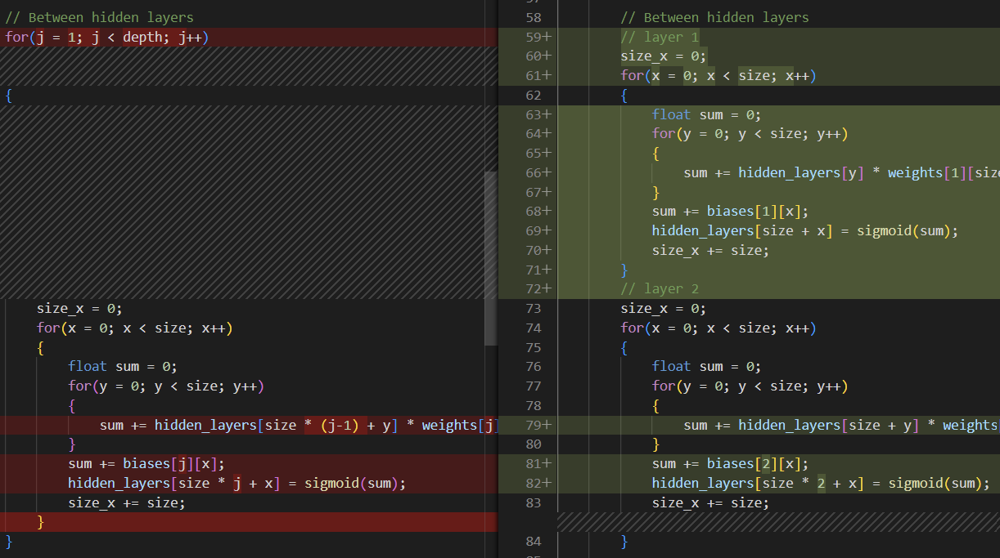 // Between hidden layers
for(j = 1; j < depth; j++)
{
size_x = 0;
for(x = 0; x < size; x++)
{
float sum = 0;
for(y = 0; y < size; y++)
{
sum += hidden_layers[size * (j-1) + y] * weights[j]
}
sum += biases[j][x];
hidden_layers[size * j + x] = sigmoid(sum);
size_x += size;
}
}
58 // Between hidden layers
59+ // layer 1
60+ size_x = 0;
61+ for(x = 0; x < size; x++)
62 {
63+ float sum = 0;
64+ for(y = 0; y < size; y++)
65+ {
66+ sum += hidden_layers[y] * weights[1][size
67+ }
68+ sum += biases[1][x];
69+ hidden_layers[size + x] = sigmoid(sum);
70+ size_x += size;
71+ }
72+ // layer 2
73 size_x = 0;
74 for(x = 0; x < size; x++)
75 {
76 float sum = 0;
77 for(y = 0; y < size; y++)
78 {
79+ sum += hidden_layers[size + y] * weights
80 }
81+ sum += biases[2][x];
82+ hidden_layers[size * 2 + x] = sigmoid(sum);
83 size_x += size;
84 }